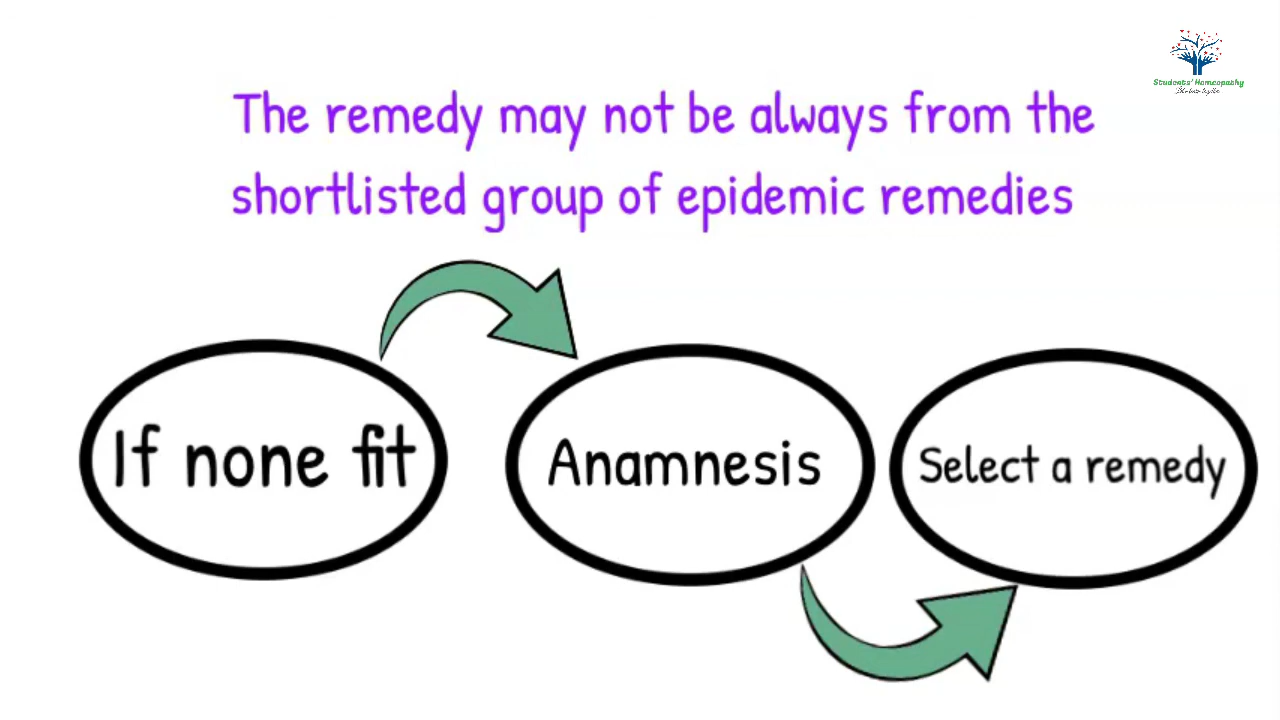 Students' Homeopathy
The remedy may not be always from the
shortlisted group of epidemic remedies
If none fit
Anamnesis
Select a remedy